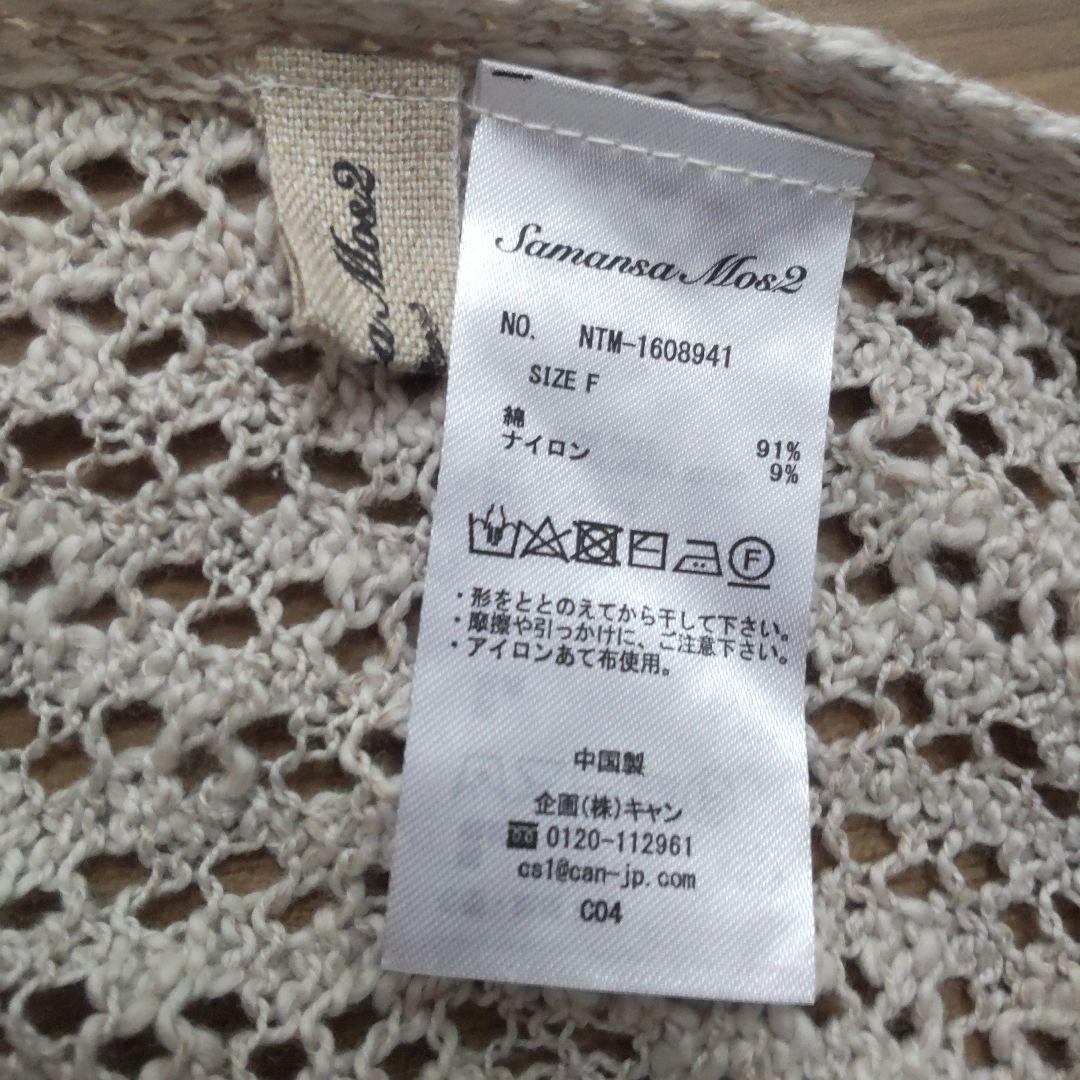 Mos2
Samansa Mos2
NO. NTM-1608941
SIZE F
綿 91%
ナイロン 9%
F
・形をととのえてから干して下さい。
・摩擦や引っかけに、ご注意下さい。
・アイロンあて布使用。
中国製
企画(株)キャン
0120-112961
cs1@can-jp.com
C04